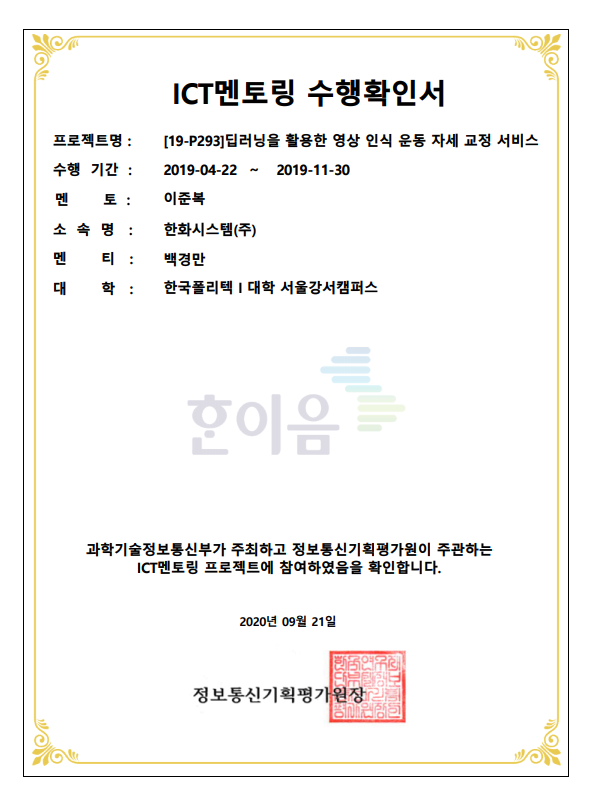 ICT멘토링 수행확인서
프로젝트명 : [19-P293]딥러닝을 활용한 영상 인식 운동 자세 교정 서비스
수행 기간 : 2019-04-22 ~ 2019-11-30
멘 토 : 이준복
소 속 명 : 한화시스템(주)
멘 티 : 백경만
대 학 : 한국폴리텍 I 대학 서울강서캠퍼스
한이음
과학기술정보통신부가 주최하고 정보통신기획평가원이 주관하는
ICT멘토링 프로젝트에 참여하였음을 확인합니다.
2020년 09월 21일
정보통신기획평가원장